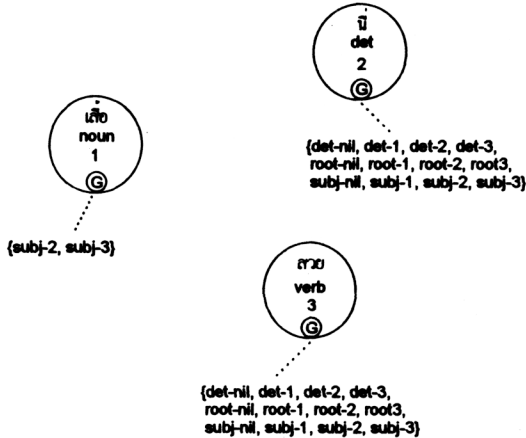 นี้
det
2
G
{det-nil, det-1, det-2, det-3,
root-nil, root-1, root-2, root3,
subj-nil, subj-1, subj-2, subj-3}
เสื้อ
noun
1
G
{subj-2, subj-3}
สวย
verb
3
G
{det-nil, det-1, det-2, det-3,
root-nil, root-1, root-2, root3,
subj-nil, subj-1, subj-2, subj-3}